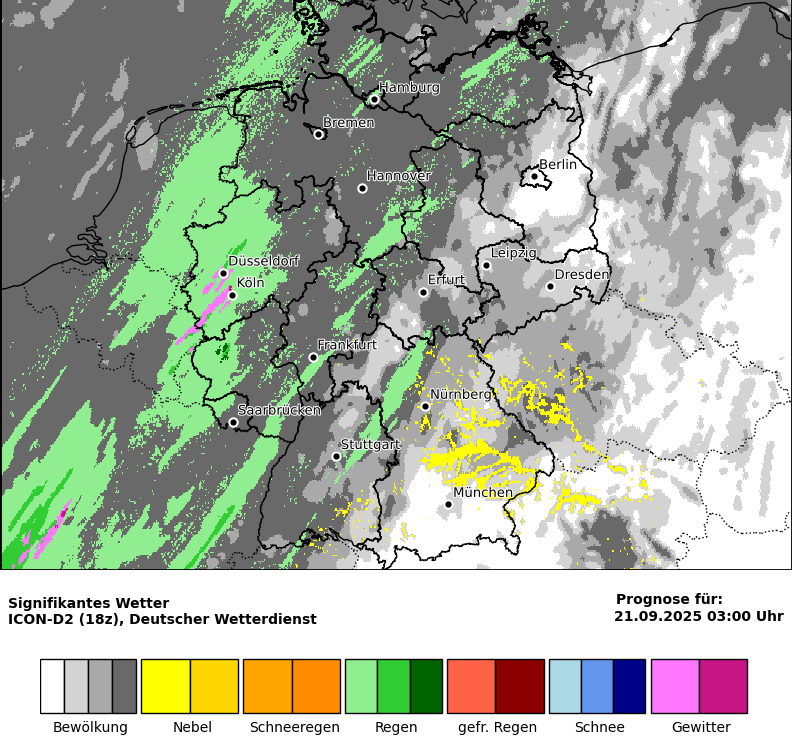 Hamburg
Bremen
Berlin
Hannover
Leipzig
Düsseldorf
Dresden
Köln
Erfurt
Frankfurt
Nürnberg
Saarbrücken
Stuttgart
München
Signifikantes Wetter
ICON-D2 (18z), Deutscher Wetterdienst
Prognose für:
21.09.2025 03:00 Uhr
Bewölkung Nebel Schneeregen Regen gefr. Regen Schnee Gewitter